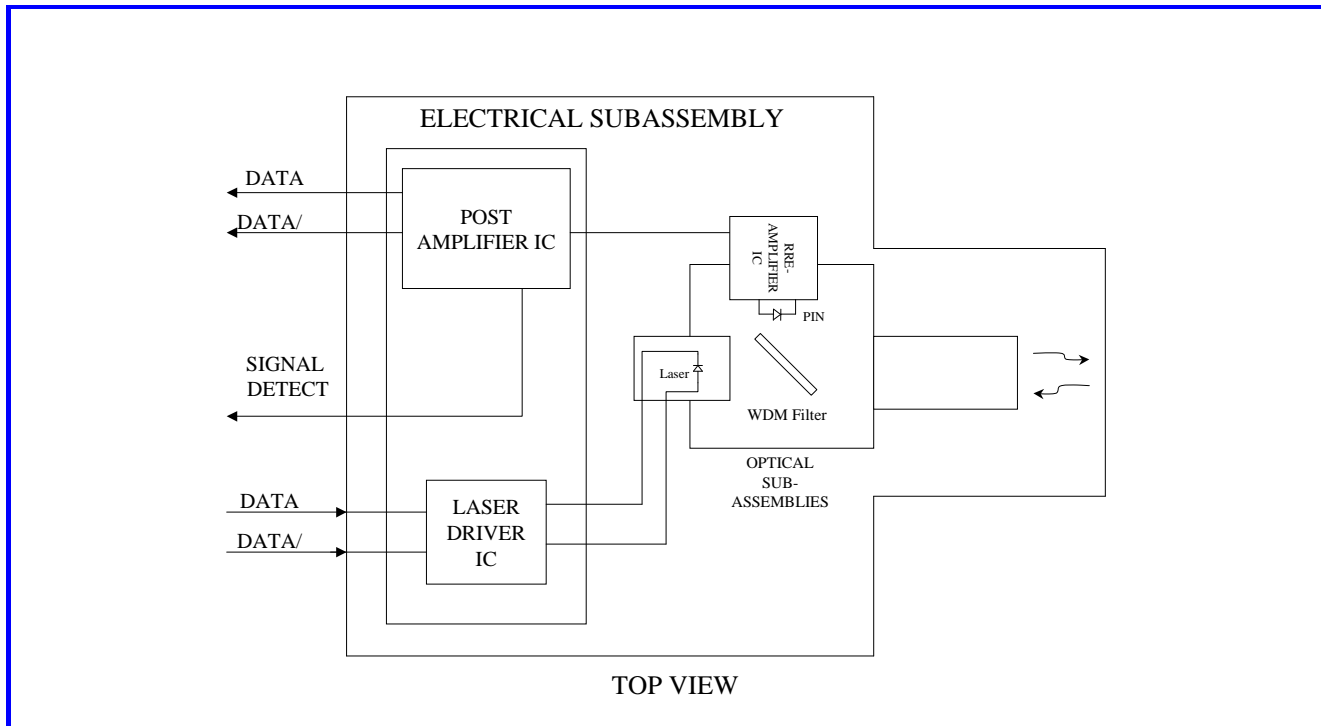 ELECTRICAL SUBASSEMBLY
DATA
DATA/
POST
AMPLIFIER IC
RRE-
AMPLIFIER
IC
PIN
SIGNAL
DETECT
Laser
WDM Filter
OPTICAL
SUB-
ASSEMBLIES
DATA
DATA/
LASER
DRIVER
IC
TOP VIEW